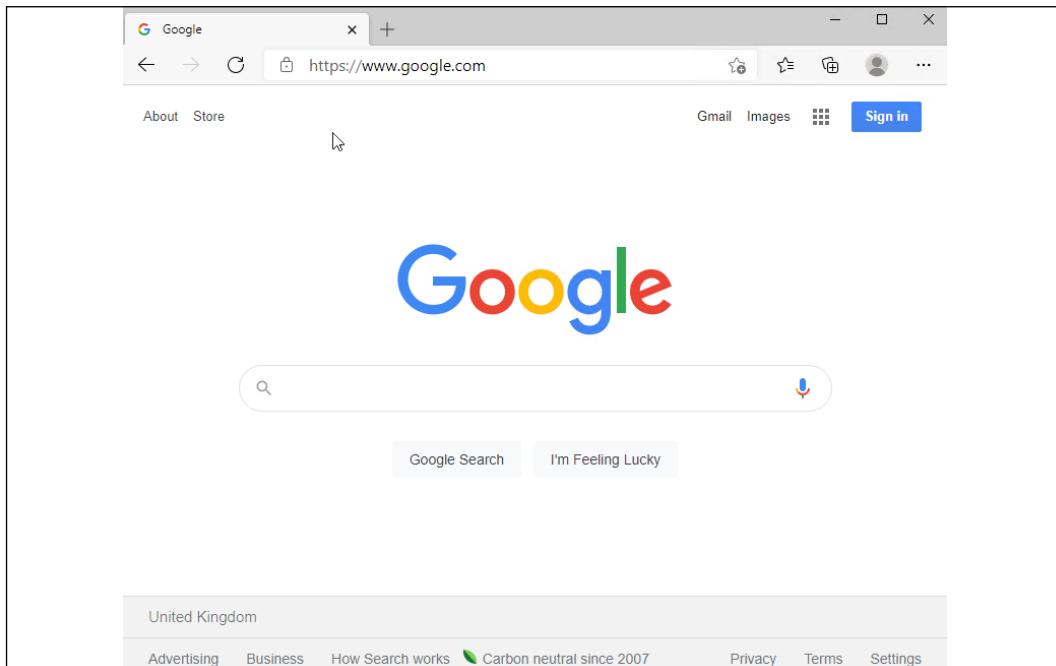 Google
https://www.google.com
About Store Gmail Images Sign in
Google
Google Search I'm Feeling Lucky
United Kingdom
Advertising Business How Search works Carbon neutral since 2007 Privacy Terms Settings